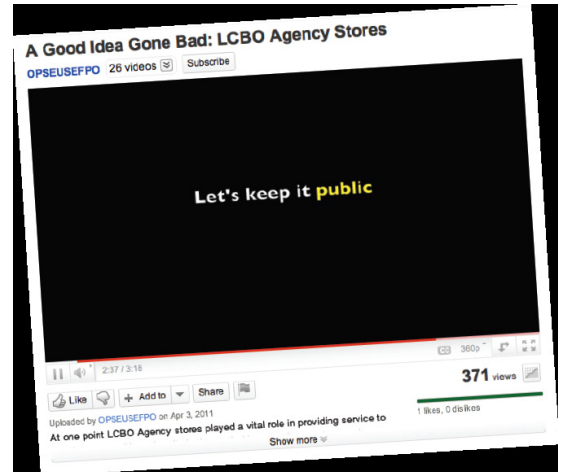 A Good Idea Gone Bad: LCBO Agency Stores
OPSEUSEFPO 26 videos Subscribe
Let's keep it public
2:37 / 3:18 CC 360p
Like Add to Share 371 views
Uploaded by OPSEUSEFPO on Apr 3, 2011 1 likes, 0 dislikes
At one point LCBO Agency stores played a vital role in providing service to
Show more